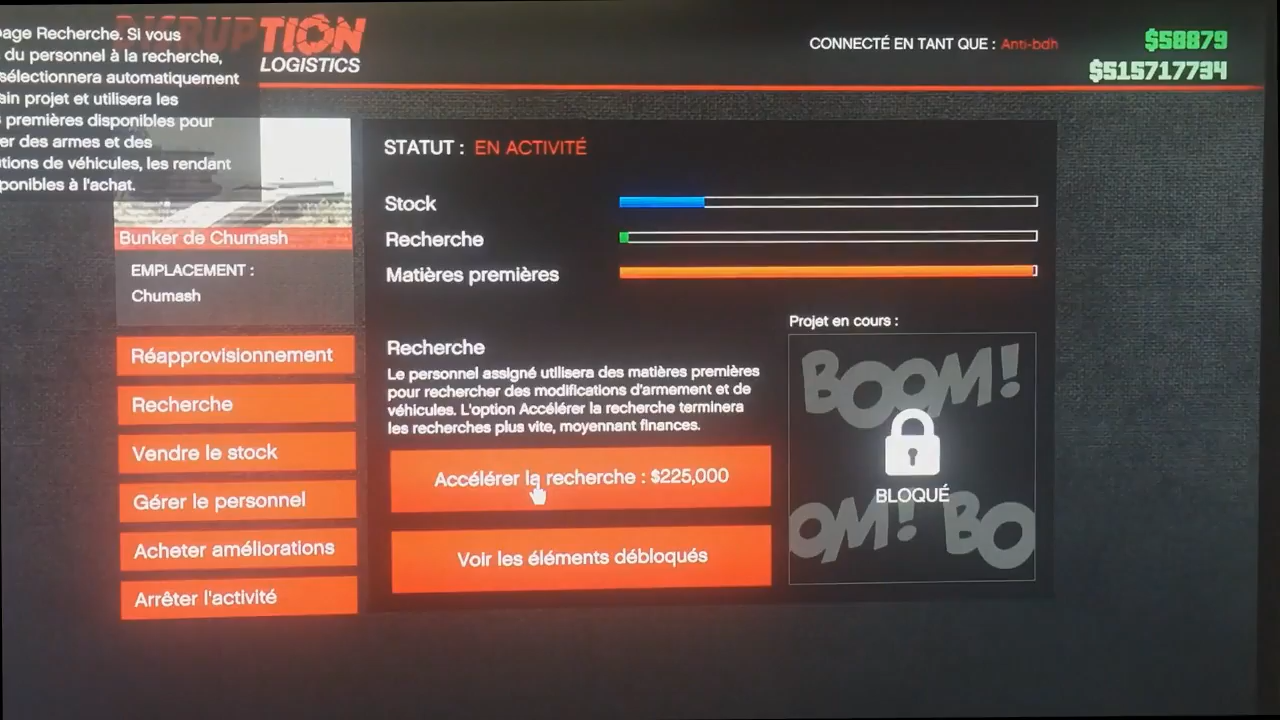 age Recherche. Si vous
du personnel à la recherche,
sélectionnera automatiquement
ain projet et utilisera les
premières disponibles pour
er des armes et des
tions de véhicules, les rendant
ponibles à l'achat.
DISRUPTION
LOGISTICS
CONNECTÉ EN TANT QUE : Anti-bdh
$58879
$515717734
Bunker de Chumash
EMPLACEMENT :
Chumash
Réapprovisionnement
Recherche
Vendre le stock
Gérer le personnel
Acheter améliorations
Arrêter l'activité
STATUT : EN ACTIVITÉ
Stock
Recherche
Matières premières
Recherche
Le personnel assigné utilisera des matières premières
pour rechercher des modifications d'armement et de
véhicules. L'option Accélérer la recherche terminera
les recherches plus vite, moyennant finances.
Accélérer la recherche : $225,000
Voir les éléments débloqués
Projet en cours :
BOOM!
BLOQUÉ
OM! BO